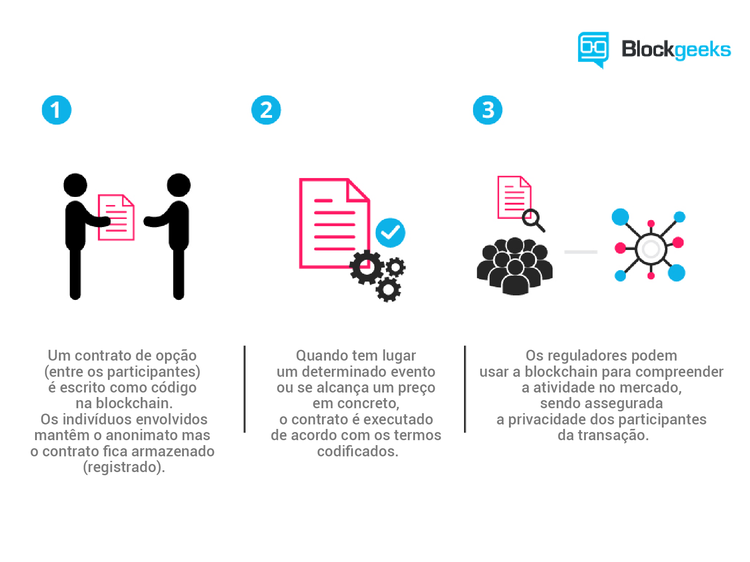 Blockgeeks
1
2
3
Um contrato de opção
(entre os participantes)
é escrito como código
na blockchain.
Os indivíduos envolvidos
mantêm o anonimato mas
o contrato fica armazenado
(registrado).
Quando tem lugar
um determinado evento
ou se alcança um preço
em concreto,
o contrato é executado
de acordo com os termos
codificados.
Os reguladores podem
usar a blockchain para compreender
a atividade no mercado,
sendo assegurada
a privacidade dos participantes
da transação.